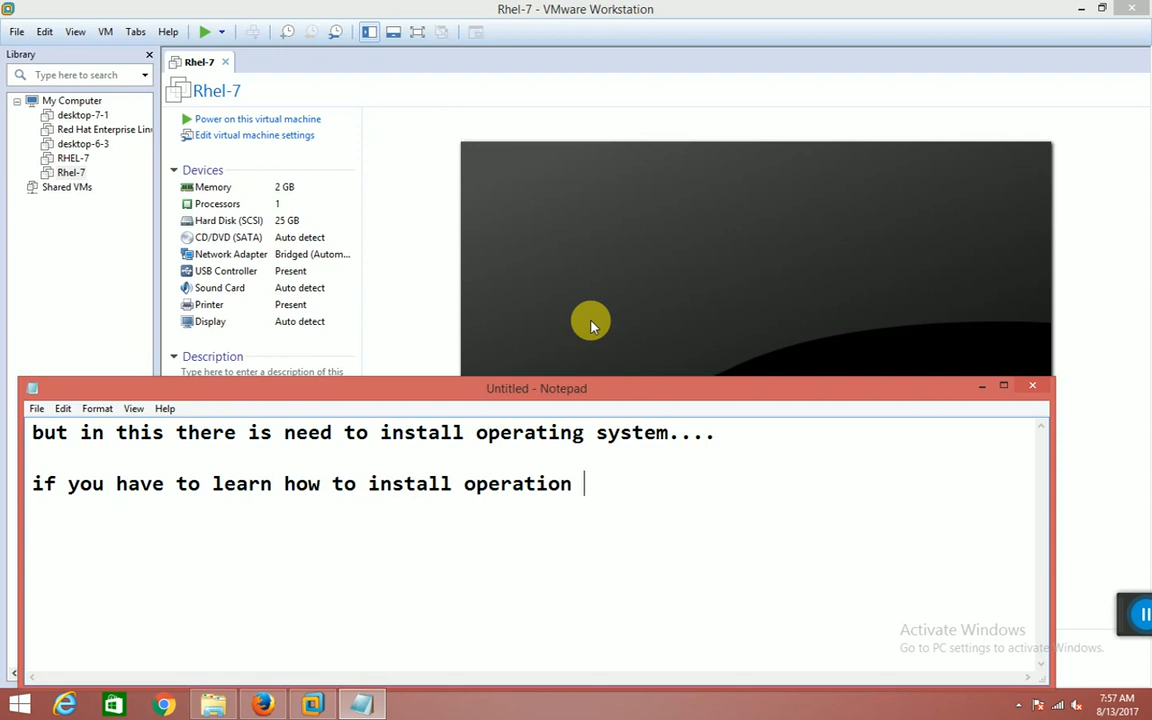 Rhel-7 - VMware Workstation
File Edit View VM Tabs Help
Library
Type here to search
My Computer
desktop-7-1
Red Hat Enterprise Lin
desktop-6-3
RHEL-7
Rhel-7
Shared VMs
Rhel-7
Rhel-7
Power on this virtual machine
Edit virtual machine settings
Devices
Memory 2 GB
Processors 1
Hard Disk (SCSI) 25 GB
CD/DVD (SATA) Auto detect
Network Adapter Bridged (Autom...
USB Controller Present
Sound Card Auto detect
Printer Present
Display Auto detect
Description
Type here to enter a description of this
Untitled - Notepad
File Edit Format View Help
but in this there is need to install operating system....
if you have to learn how to install operation
Activate Windows
Go to PC settings to activate Windows.
7:57 AM
8/13/2017